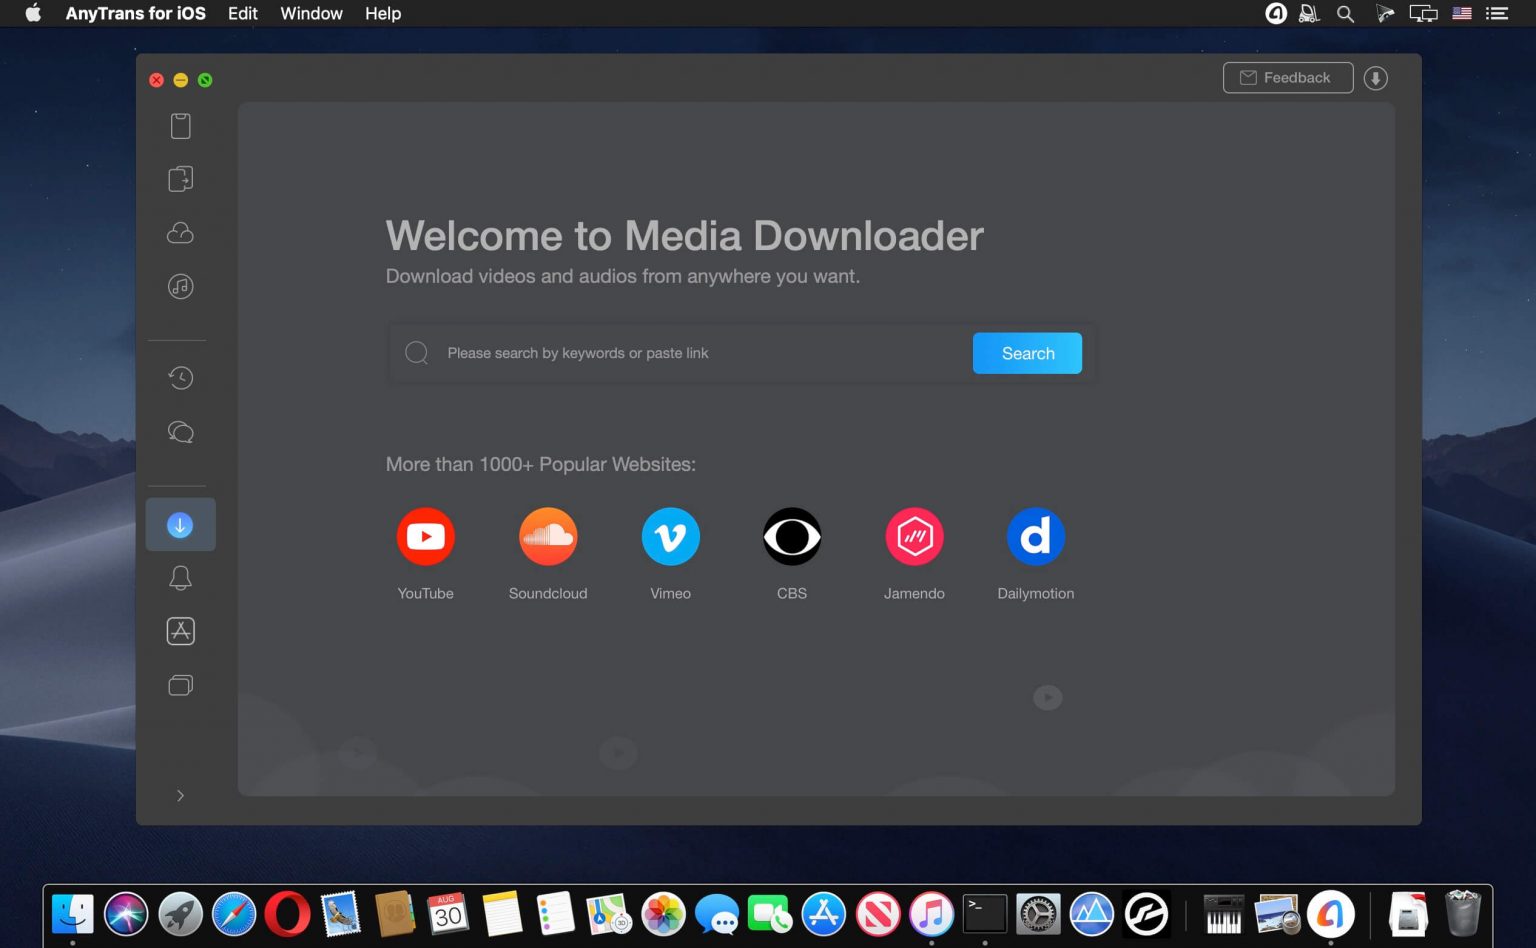 AnyTrans for iOS Edit Window Help
Feedback
Welcome to Media Downloader
Download videos and audios from anywhere you want.
Please search by keywords or paste link
Search
More than 1000+ Popular Websites:
YouTube Soundcloud Vimeo CBS Jamendo Dailymotion
AUG
30
3D
>_